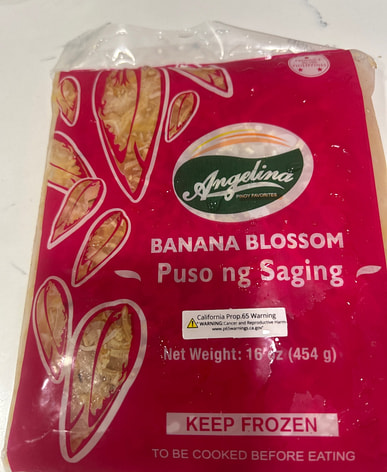 Angelina
PINOY FAVORITES
BANANA BLOSSOM
Puso ng Saging
California Prop.65 Warning
WARNING: Cancer and Reproductive Harm
www.p65warnings.ca.gov
Net Weight: 16 oz (454 g)
KEEP FROZEN
TO BE COOKED BEFORE EATING